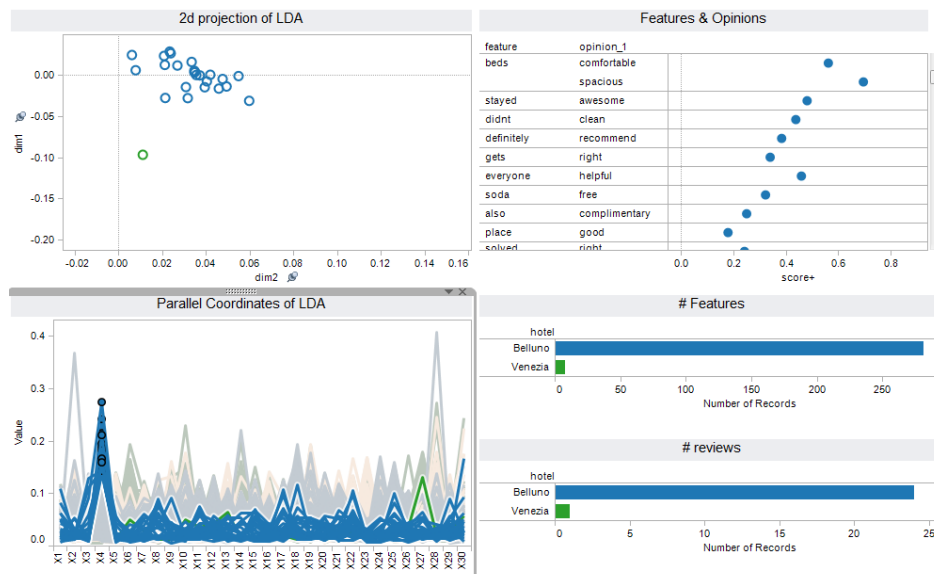 2d projection of LDA
0.00
-0.05
-0.10
-0.15
-0.20
dim1
-0.02 0.00 0.02 0.04 0.06 0.08 0.10 0.12 0.14 0.16
dim2
Features & Opinions
feature opinion_1
beds comfortable
spacious
stayed awesome
didnt clean
definitely recommend
gets right
everyone helpful
soda free
also complimentary
place good
solved right
0.0 0.2 0.4 0.6 0.8
score+
Parallel Coordinates of LDA
0.4
0.3
0.2
0.1
0.0
Value
X1 X2 X3 X4 X5 X6 X7 X8 X9 X10 X11 X12 X13 X14 X15 X16 X17 X18 X19 X20 X21 X22 X23 X24 X25 X26 X27 X28 X29 X30
# Features
hotel
Belluno
Venezia
0 50 100 150 200 250
Number of Records
# reviews
hotel
Belluno
Venezia
0 5 10 15 20 25
Number of Records